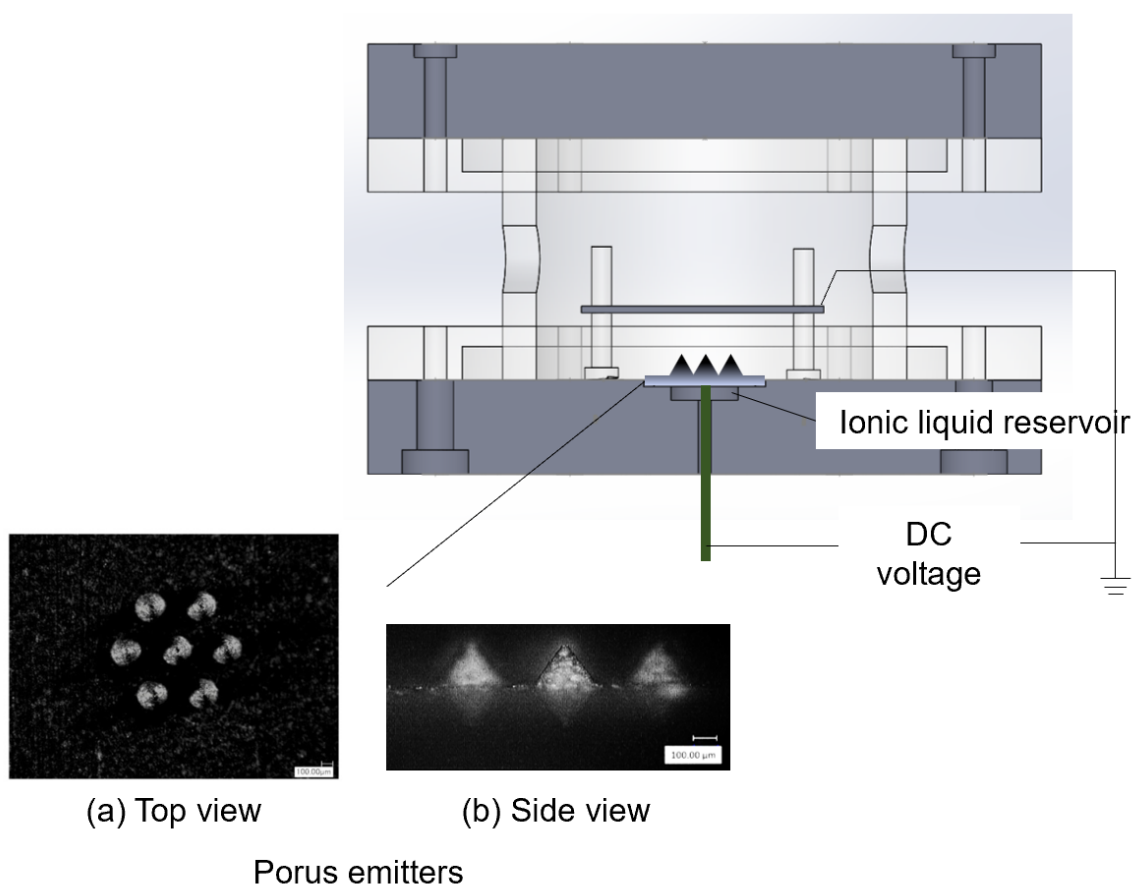 Ionic liquid reservoir
DC
voltage
100.00μm
100.00 μm
(a) Top view
(b) Side view
Porus emitters